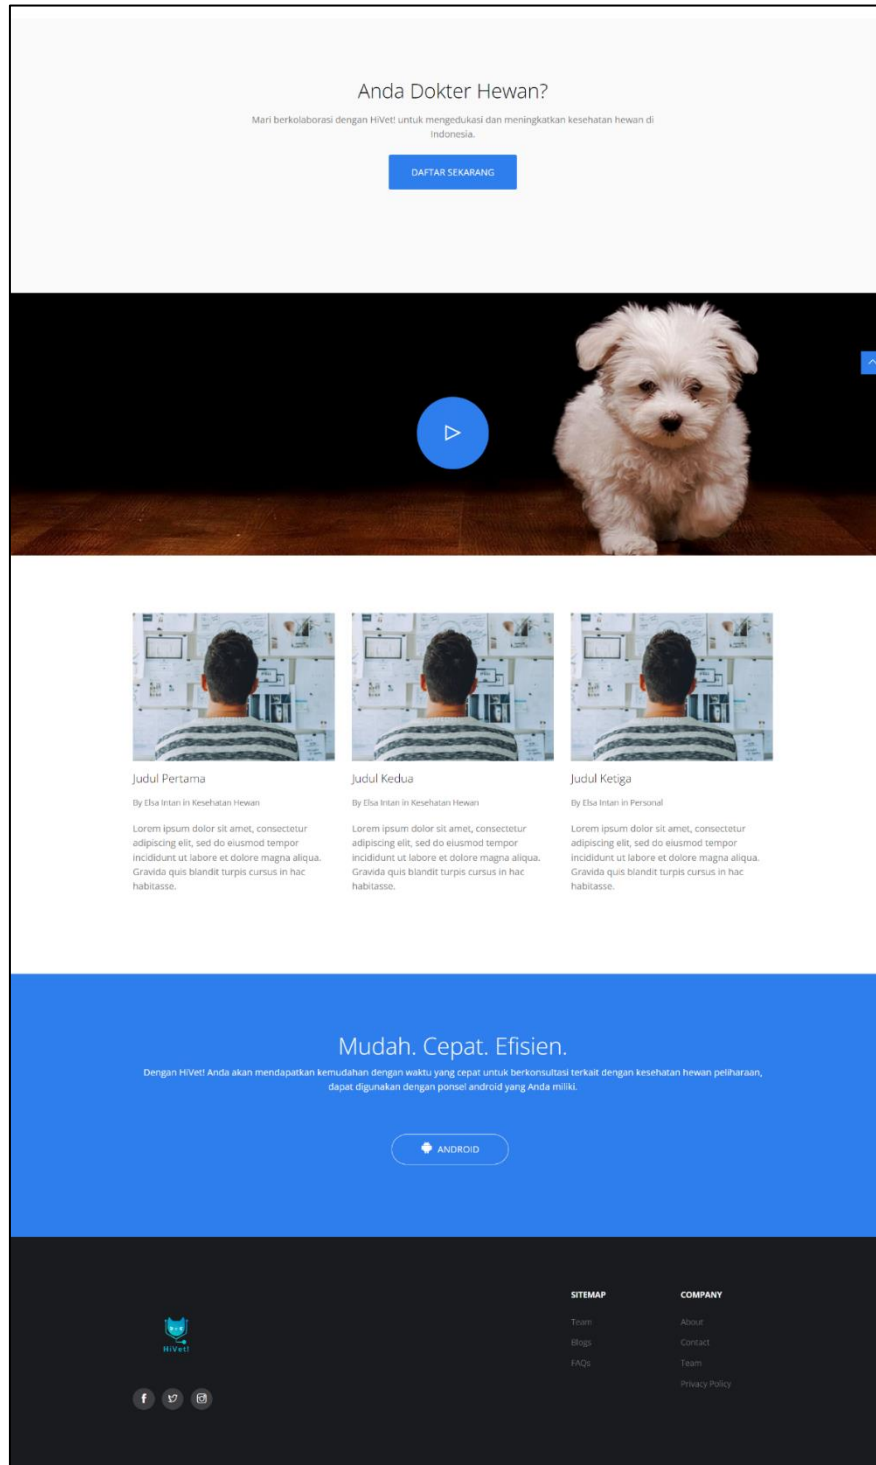 Anda Dokter Hewan?
Mari berkolaborasi dengan HiVet! untuk mengedukasi dan meningkatkan kesehatan hewan di
Indonesia.
DAFTAR SEKARANG
Judul Pertama
By Elsa Intan in Kesehatan Hewan
Lorem ipsum dolor sit amet, consectetur
adipiscing elit, sed do eiusmod tempor
incididunt ut labore et dolore magna aliqua.
Gravida quis blandit turpis cursus in hac
habitasse.
Judul Kedua
By Elsa Intan in Kesehatan Hewan
Lorem ipsum dolor sit amet, consectetur
adipiscing elit, sed do eiusmod tempor
incididunt ut labore et dolore magna aliqua.
Gravida quis blandit turpis cursus in hac
habitasse.
Judul Ketiga
By Elsa Intan in Personal
Lorem ipsum dolor sit amet, consectetur
adipiscing elit, sed do eiusmod tempor
incididunt ut labore et dolore magna aliqua.
Gravida quis blandit turpis cursus in hac
habitasse.
Mudah. Cepat. Efisien.
Dengan HiVet! Anda akan mendapatkan kemudahan dengan waktu yang cepat untuk berkonsultasi terkait dengan kesehatan hewan peliharaan,
dapat digunakan dengan ponsel android yang Anda miliki.
ANDROID
HiVet!
SITEMAP
Team
Blogs
FAQs
COMPANY
About
Contact
Team
Privacy Policy